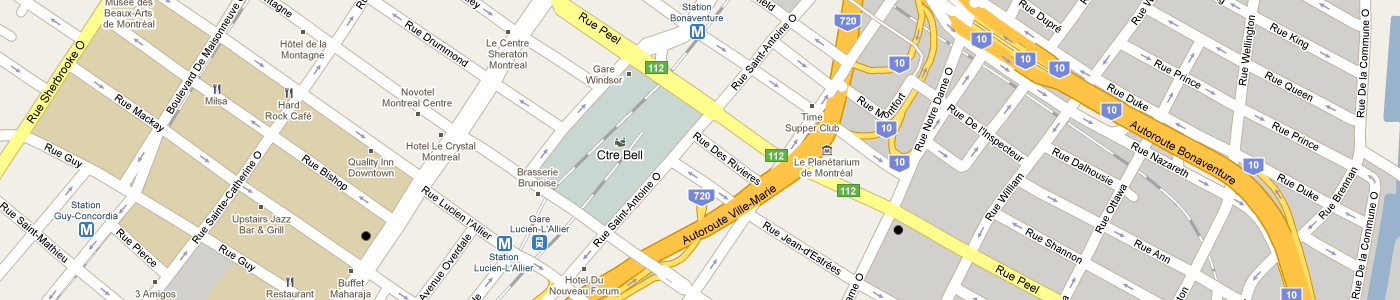 Musée des
Beaux-Arts
de Montréal
Rue Sherbrooke O
Boulevard De Maisonneuve
Hôtel de la
Montagne
Rue Drummond
Le Centre
Sheraton
Montreal
Novotel
Montreal Centre
Hotel Le Crystal
Montreal
Milsa
Hard
Rock Café
Rue Mackay
Rue Guy
Rue Bishop
Quality Inn
Downtown
Rue Sainte-Catherine O
Upstairs Jazz
Bar & Grill
Station
Guy-Concordia
M
Rue Saint-Mathieu
Rue Pierce
3 Amigos
Rue Guy
Restaurant
Buffet
Maharaja
Rue Lucien l'Allier
Avenue Overdale
M
Station
Lucien-L'Allier
Gare
Lucien-L'Allier
Brasserie
Brunoise
Hotel Du
Nouveau Forum
Rue Peel
Station
Bonaventure
M
112
Gare
Windsor
Ctre Bell
Rue Saint-Antoine O
Rue Saint-Antoine O
Rue Des Rivieres
720
Autoroute Ville-Marie
Rue Jean-d'Estrées
112
112
Time
Supper Club
Le Planétarium
de Montréal
Rue Montfort
720
10
10
10
Rue Notre Dame O
Rue De l'Inspecteur
Rue William
Rue Peel
Rue Shannon
Rue Ann
Rue Ottawa
Rue Dalhousie
Rue Nazareth
Autoroute Bonaventure
10
10
10
10
10
10
Rue Dupré
Rue Duke
Rue Prince
Rue Queen
Rue King
Rue Wellington
Rue Prince
Rue Duke
Rue Brennan
Rue De la Commune O
Rue De la Commune O